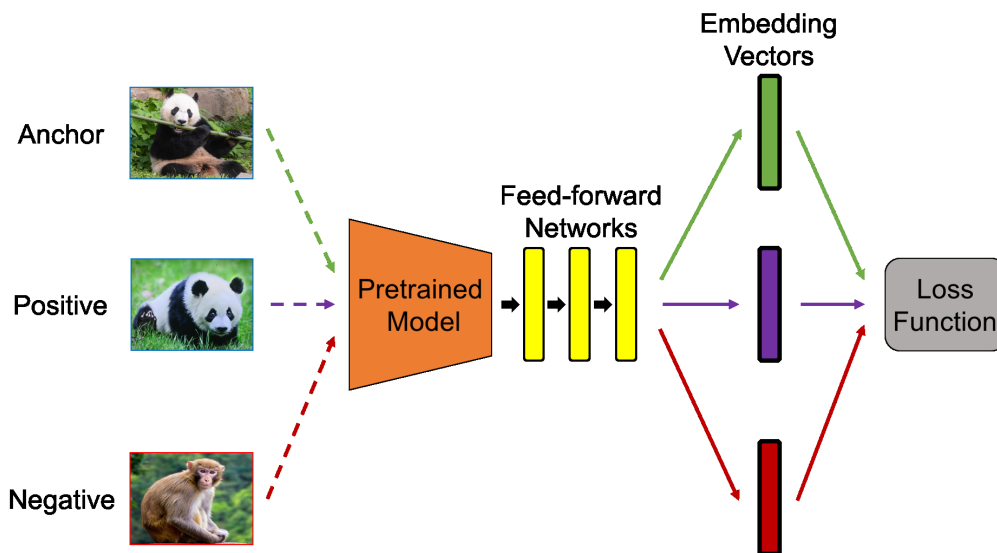 Embedding
Vectors
Anchor
Feed-forward
Networks
Positive
Pretrained
Model
Loss
Function
Negative